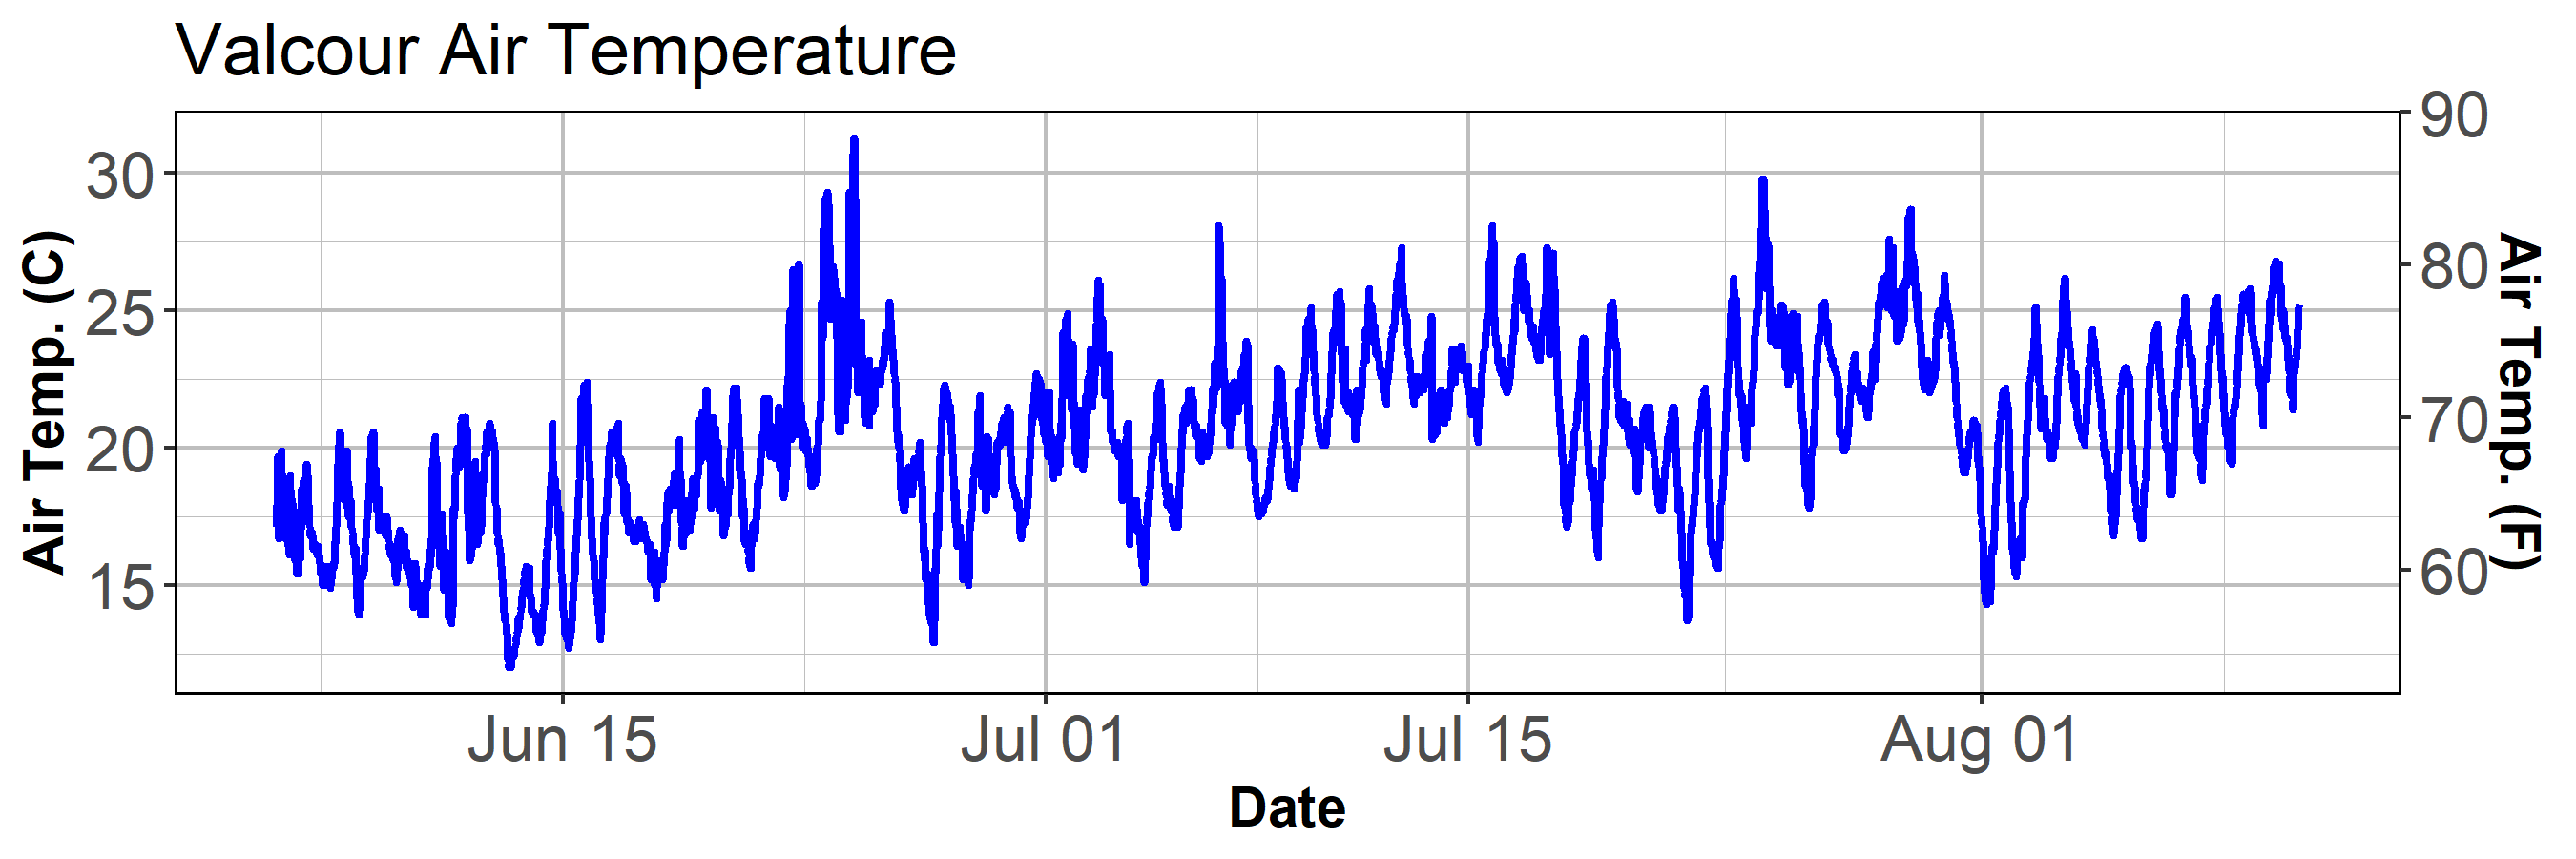 Valcour Air Temperature
Air Temp. (C)
30
25
20
15
90
80
70
60
Air Temp. (F)
Jun 15
Jul 01
Jul 15
Aug 01
Date